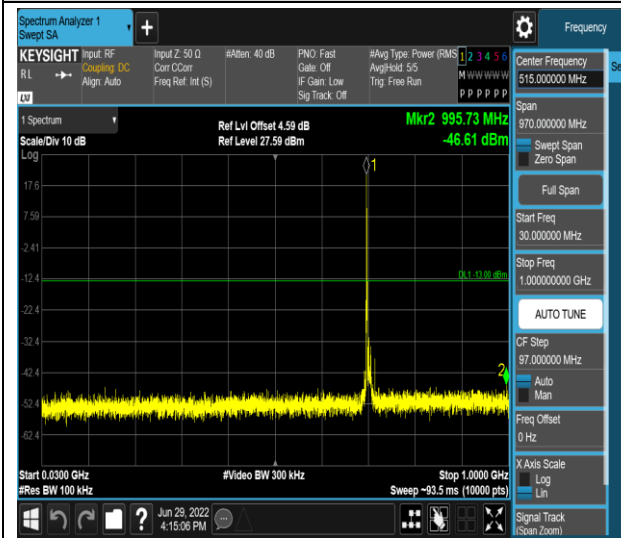 Spectrum Analyzer 1
Swept SA
+
Frequency
KEYSIGHT
RL
LXI
Input: RF
Coupling: DC
Align: Auto
Input Z: 50 Ω
Corr CCorr
Freq Ref: Int (S)
#Atten: 40 dB
PNO: Fast
Gate: Off
IF Gain: Low
Sig Track: Off
#Avg Type: Power (RMS
Avg|Hold: 5/5
Trig: Free Run
1 2 3 4 5 6
M W W W W W
P P P P P P
1 Spectrum
Scale/Div 10 dB
Log
Ref Lvl Offset 4.59 dB
Ref Level 27.59 dBm
Mkr2 995.73 MHz
-46.61 dBm
1
17.6
7.59
-2.41
-12.4
DL1 -13.00 dBm
-22.4
-32.4
-42.4
2
-52.4
-62.4
Start 0.0300 GHz
#Res BW 100 kHz
#Video BW 300 kHz
Stop 1.0000 GHz
Sweep ~93.5 ms (10000 pts)
?
Jun 29, 2022
4:15:06 PM
Center Frequency
515.000000 MHz
Se
Span
970.000000 MHz
Swept Span
Zero Span
Full Span
Start Freq
30.000000 MHz
Stop Freq
1.000000000 GHz
AUTO TUNE
CF Step
97.000000 MHz
Auto
Man
Freq Offset
0 Hz
X Axis Scale
Log
Lin
Signal Track
(Span Zoom)